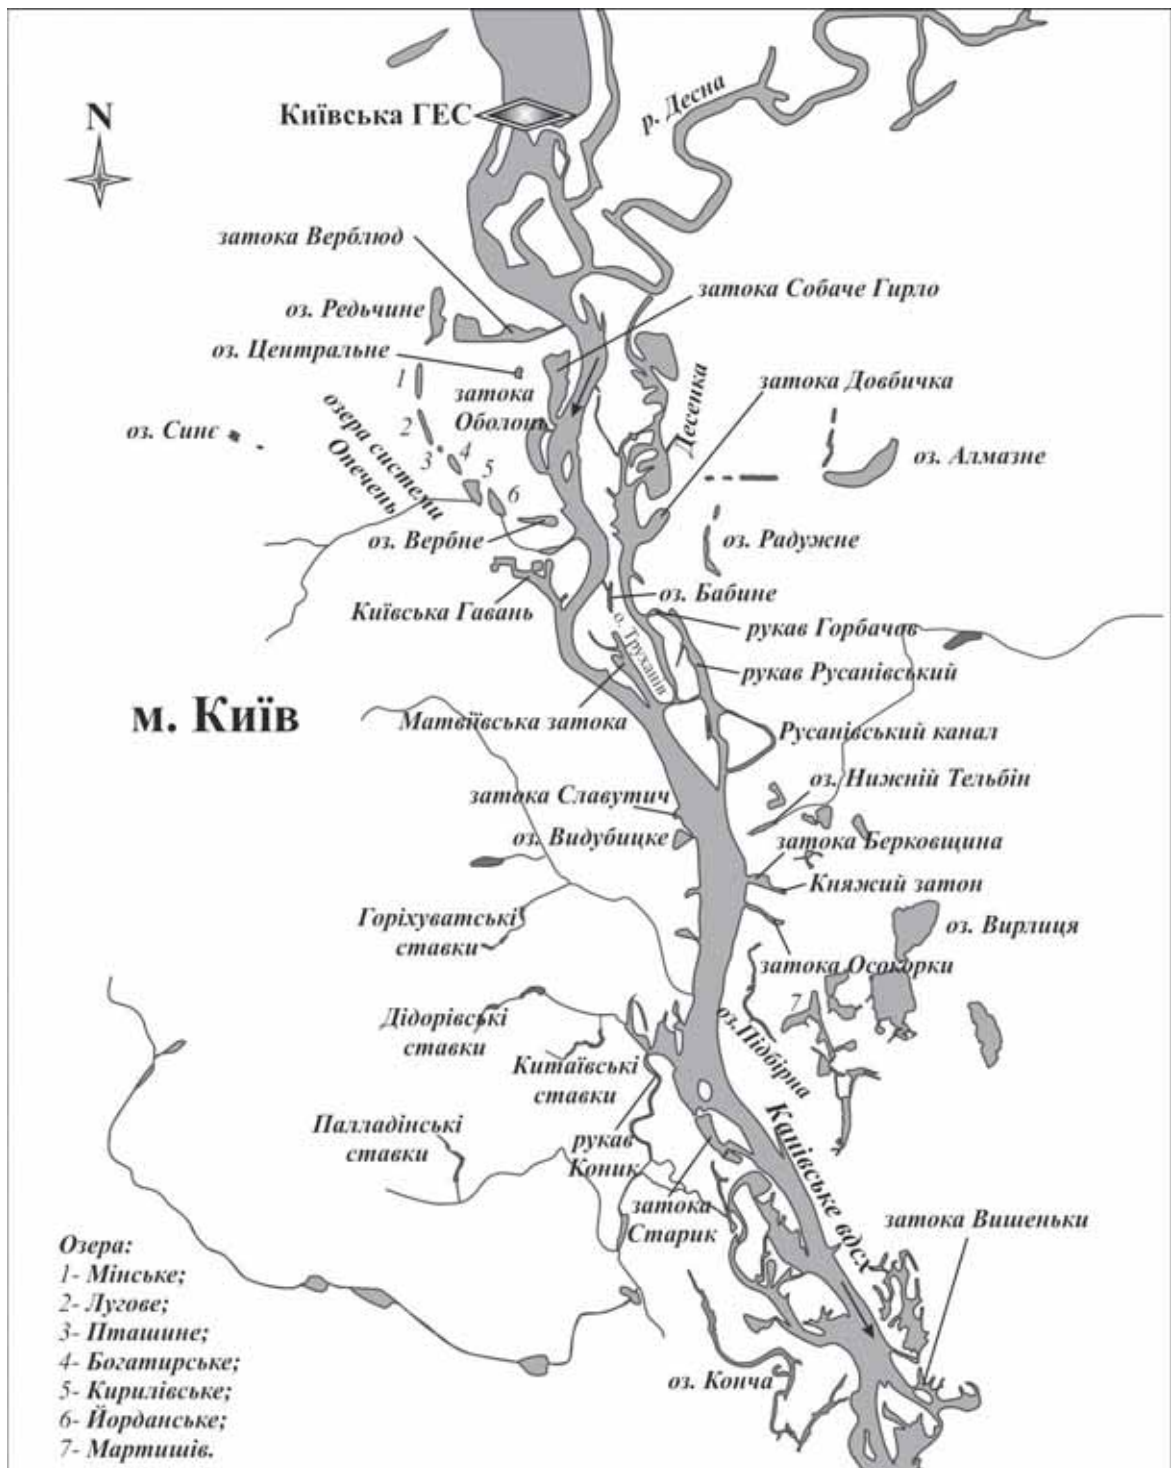 Київська ГЕС
р. Десна
N
затока Верблюд
затока Собаче Гирло
оз. Редьчине
оз. Центральне
1
затока
Оболонь
затока Довбичка
Десенка
2
озера системи
Опечень
оз. Синє
3
4
5
6
оз. Алмазне
оз. Вербне
оз. Радужне
Київська Гавань
оз. Бабине
рукав Горбачов
о. Труханів
рукав Русанівський
м. Київ
Матвіївська затока
Русанівський канал
оз. Нижній Тельбін
затока Славутич
оз. Видубицке
затока Берковщина
Княжий затон
Горіхуватські
ставки
оз. Вирлиця
затока Осокорки
7
Дідорівські
ставки
оз.Підбірна
Китаївські
ставки
Палладінські
ставки
рукав
Коник
Канівське вдсх
затока
Старик
затока Вишеньки
оз. Конча
Озера:
1- Мінське;
2- Лугове;
3- Пташине;
4- Богатирське;
5- Кирилівське;
6- Йорданське;
7- Мартишів.